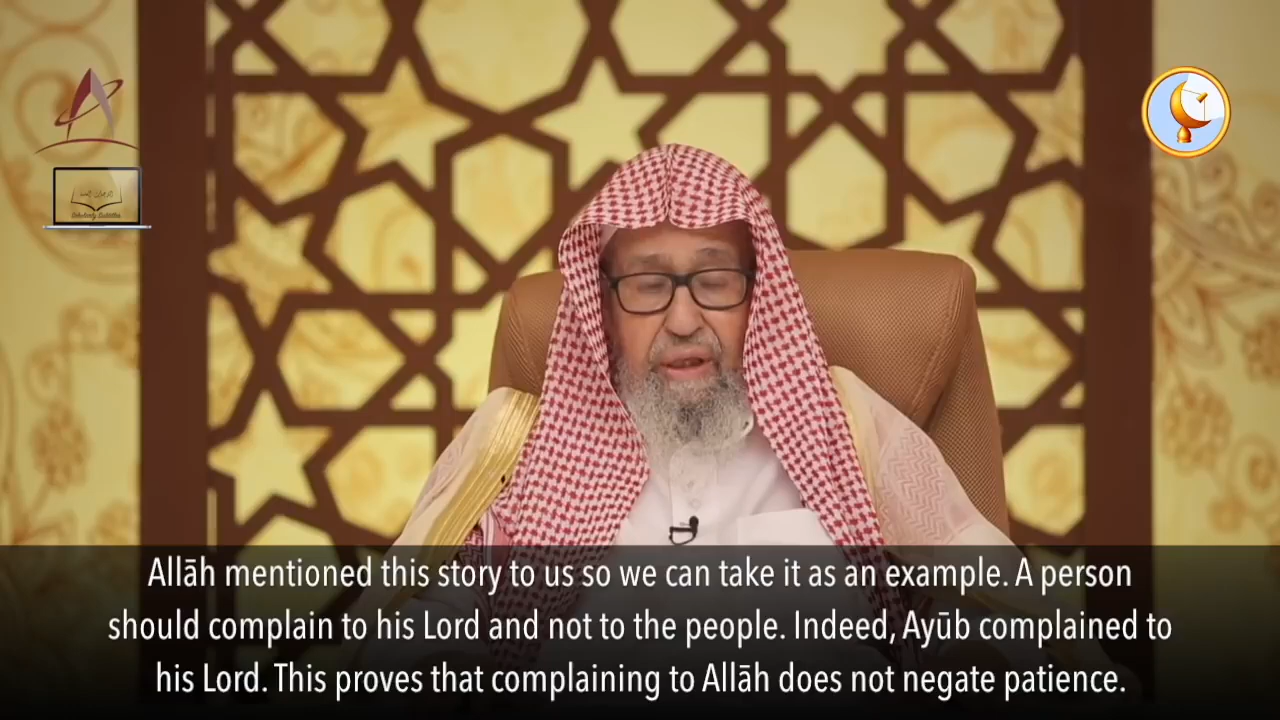 Scholarly Subtitles
Allāh mentioned this story to us so we can take it as an example. A person
should complain to his Lord and not to the people. Indeed, Ayūb complained to
his Lord. This proves that complaining to Allāh does not negate patience.